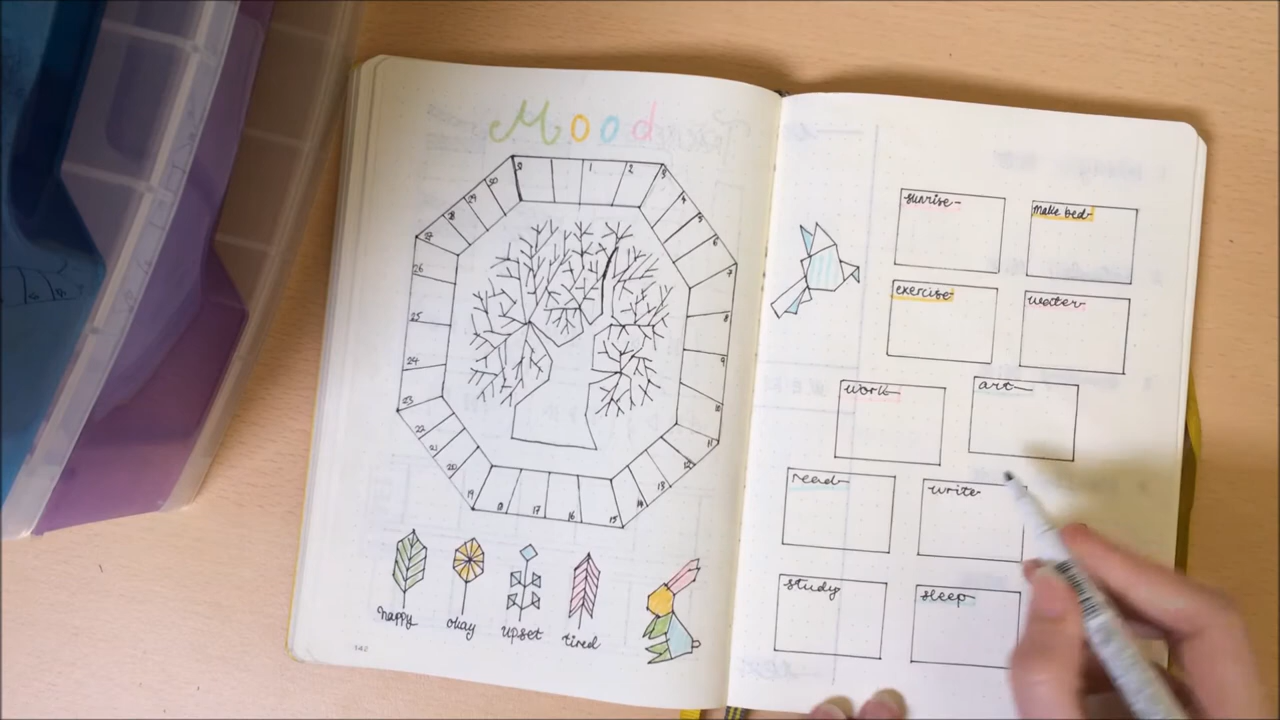 Mood
1
2
3
4
5
6
7
8
9
10
11
12
13
14
15
16
17
18
19
20
21
22
23
24
25
26
27
28
29
30
happy
okay
upset
tired
sunrise
make bed
exercise
water
work
art
read
write
study
sleep